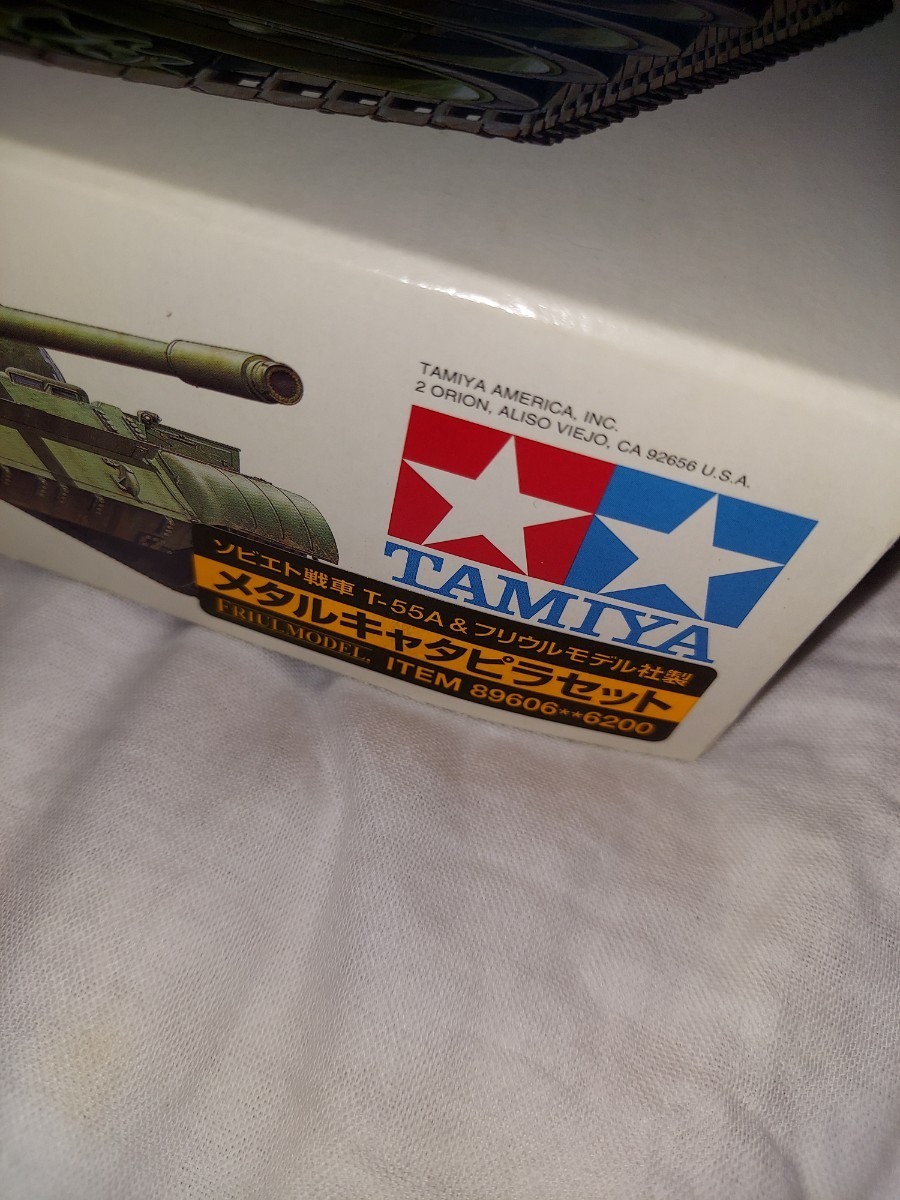 TAMIYA AMERICA, INC.
2 ORION, ALISO VIEJO, CA 92656 U.S.A.
TAMIYA
ソビエト戦車 T-55A & フリウルモデル社製
メタルキャタピラセット
FRIULMODEL. ITEM 89606**6200